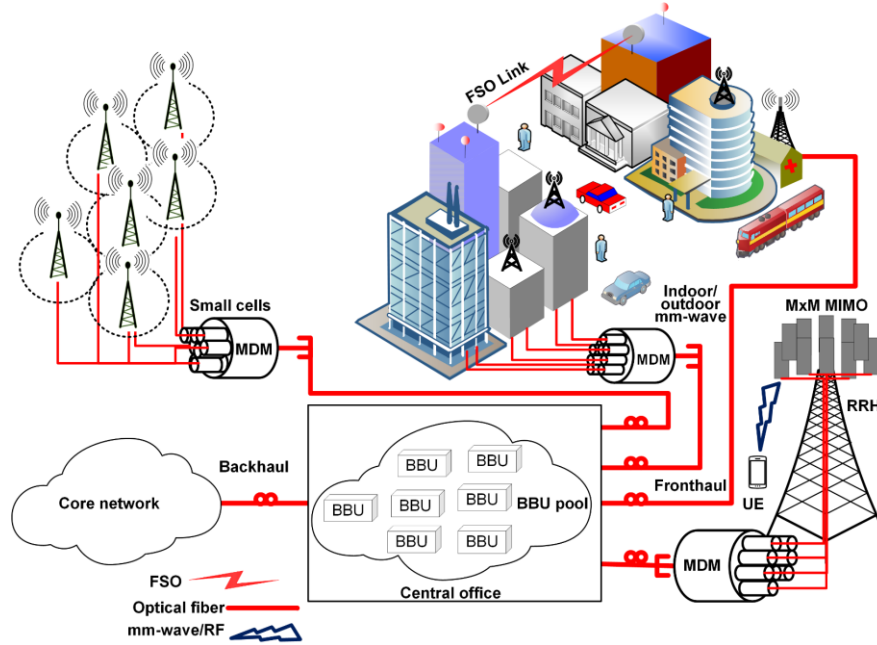 FSO Link
Small cells
MDM
Indoor/
outdoor
mm-wave
MDM
MxM MIMO
RRH
UE
Backhaul
Core network
BBU
BBU
BBU
BBU
BBU
BBU
BBU
BBU pool
Fronthaul
MDM
Central office
FSO
Optical fiber
mm-wave/RF